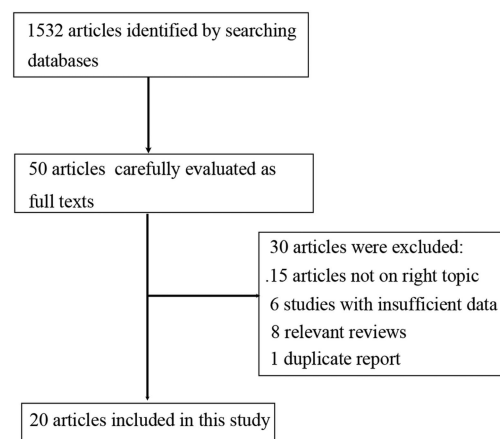 1532 articles identified by searching
databases
50 articles carefully evaluated as
full texts
30 articles were excluded:
.15 articles not on right topic
6 studies with insufficient data
8 relevant reviews
1 duplicate report
20 articles included in this study